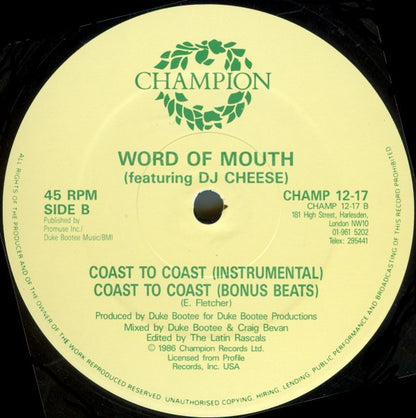 CHAMPION
WORD OF MOUTH
(featuring DJ CHEESE)
45 RPM
SIDE B
Published by
Promuse Inc./
Duke Bootee Music/BMI
CHAMP 12-17
CHAMP 12-17 B
181 High Street, Harlesden,
London NW10
01-961 5202
Telex: 295441
COAST TO COAST (INSTRUMENTAL)
COAST TO COAST (BONUS BEATS)
(E. Fletcher)
Produced by Duke Bootee for Duke Bootee Productions
Mixed by Duke Bootee & Craig Bevan
Edited by The Latin Rascals
© 1986 Champion Records Ltd.
Licensed from Profile
Records, Inc. USA
ALL RIGHTS OF THE PRODUCER AND OF THE OWNER OF THE WORK REPRODUCED RESERVED. UNAUTHORISED COPYING, HIRING, LENDING, PUBLIC PERFORMANCE AND BROADCASTING OF THIS RECORD PROHIBITED.